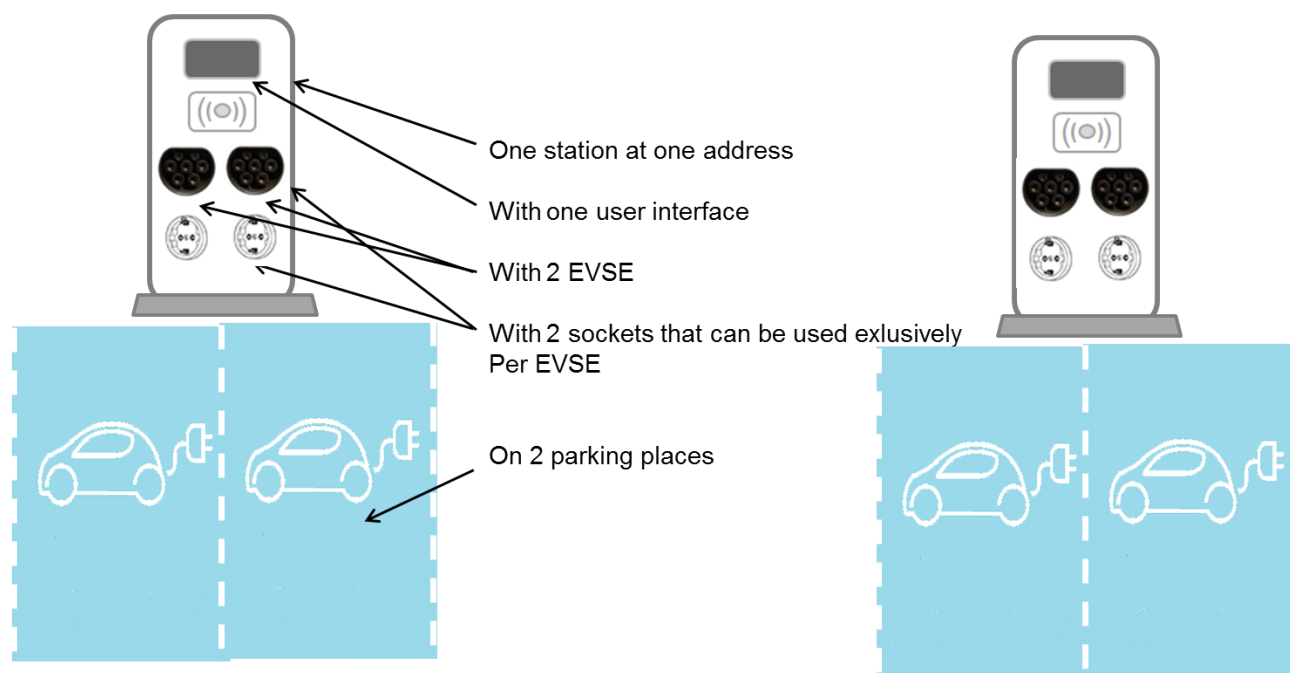 One station at one address
With one user interface
With 2 EVSE
With 2 sockets that can be used exlusively
Per EVSE
On 2 parking places